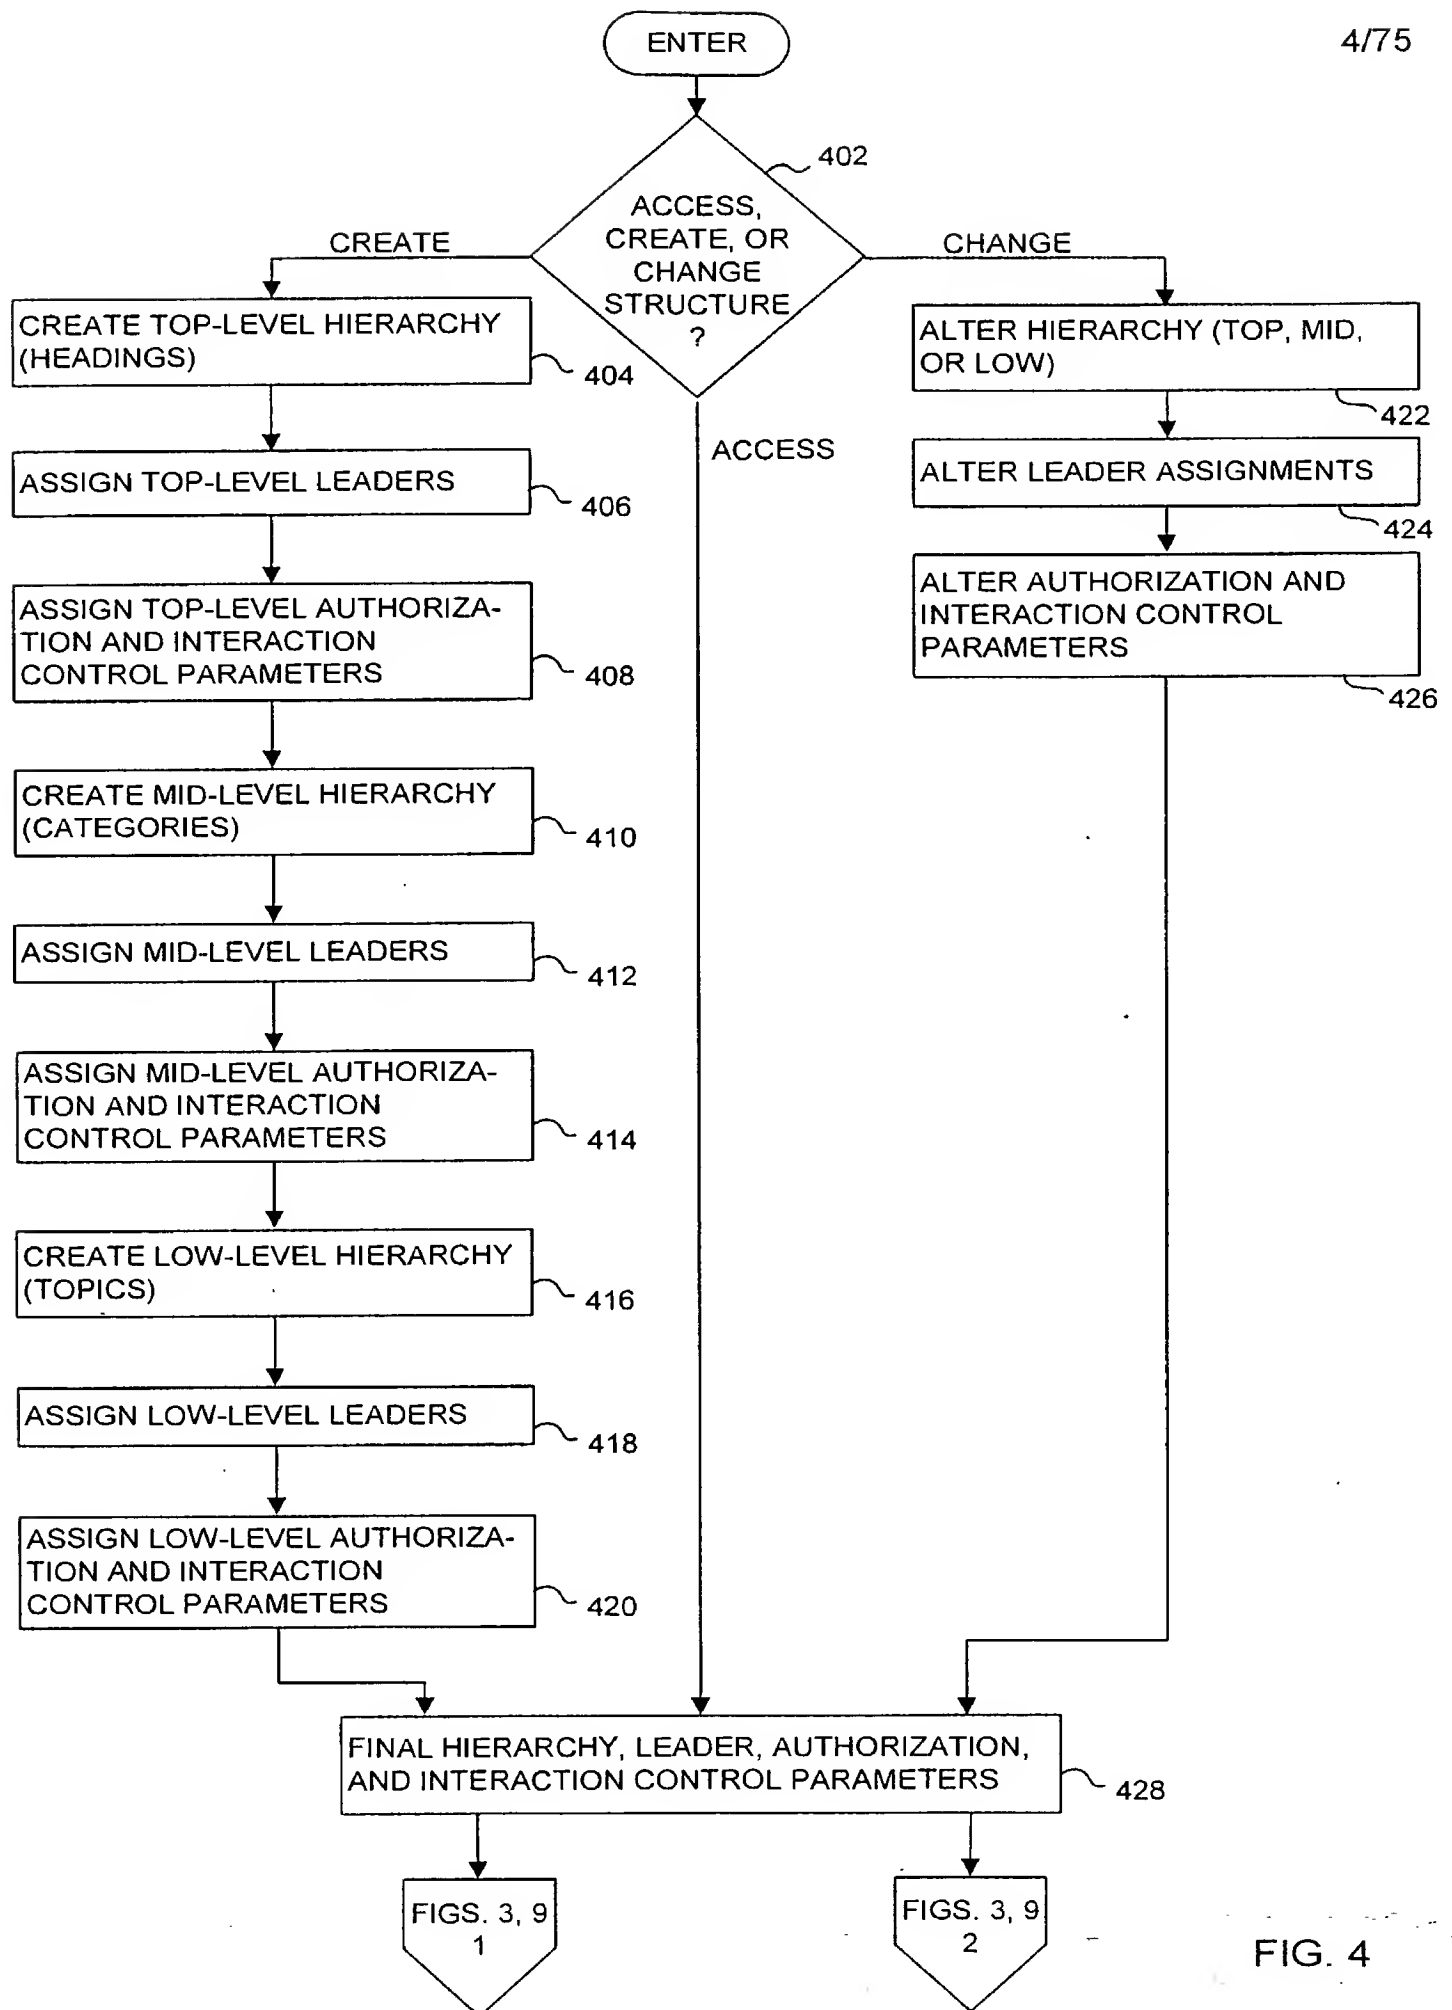 4/75
ENTER
402
ACCESS,
CREATE, OR
CHANGE
STRUCTURE
?
CREATE
CHANGE
ACCESS
CREATE TOP-LEVEL HIERARCHY
(HEADINGS)
404
ASSIGN TOP-LEVEL LEADERS
406
ASSIGN TOP-LEVEL AUTHORIZA-
TION AND INTERACTION
CONTROL PARAMETERS
408
CREATE MID-LEVEL HIERARCHY
(CATEGORIES)
410
ASSIGN MID-LEVEL LEADERS
412
ASSIGN MID-LEVEL AUTHORIZA-
TION AND INTERACTION
CONTROL PARAMETERS
414
CREATE LOW-LEVEL HIERARCHY
(TOPICS)
416
ASSIGN LOW-LEVEL LEADERS
418
ASSIGN LOW-LEVEL AUTHORIZA-
TION AND INTERACTION
CONTROL PARAMETERS
420
ALTER HIERARCHY (TOP, MID,
OR LOW)
422
ALTER LEADER ASSIGNMENTS
424
ALTER AUTHORIZATION AND
INTERACTION CONTROL
PARAMETERS
426
FINAL HIERARCHY, LEADER, AUTHORIZATION,
AND INTERACTION CONTROL PARAMETERS
428
FIGS. 3, 9
1
FIGS. 3, 9
2
FIG. 4